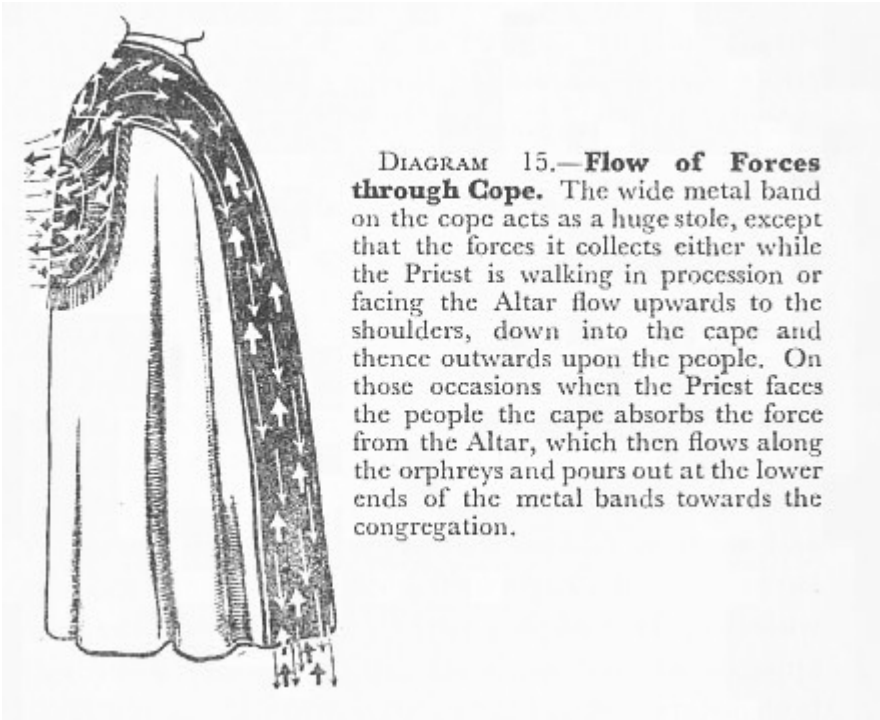 Diagram 15.—Flow of Forces
through Cope. The wide metal band
on the cope acts as a huge stole, except
that the forces it collects either while
the Priest is walking in procession or
facing the Altar flow upwards to the
shoulders, down into the cape and
thence outwards upon the people. On
those occasions when the Priest faces
the people the cape absorbs the force
from the Altar, which then flows along
the orphreys and pours out at the lower
ends of the metal bands towards the
congregation.